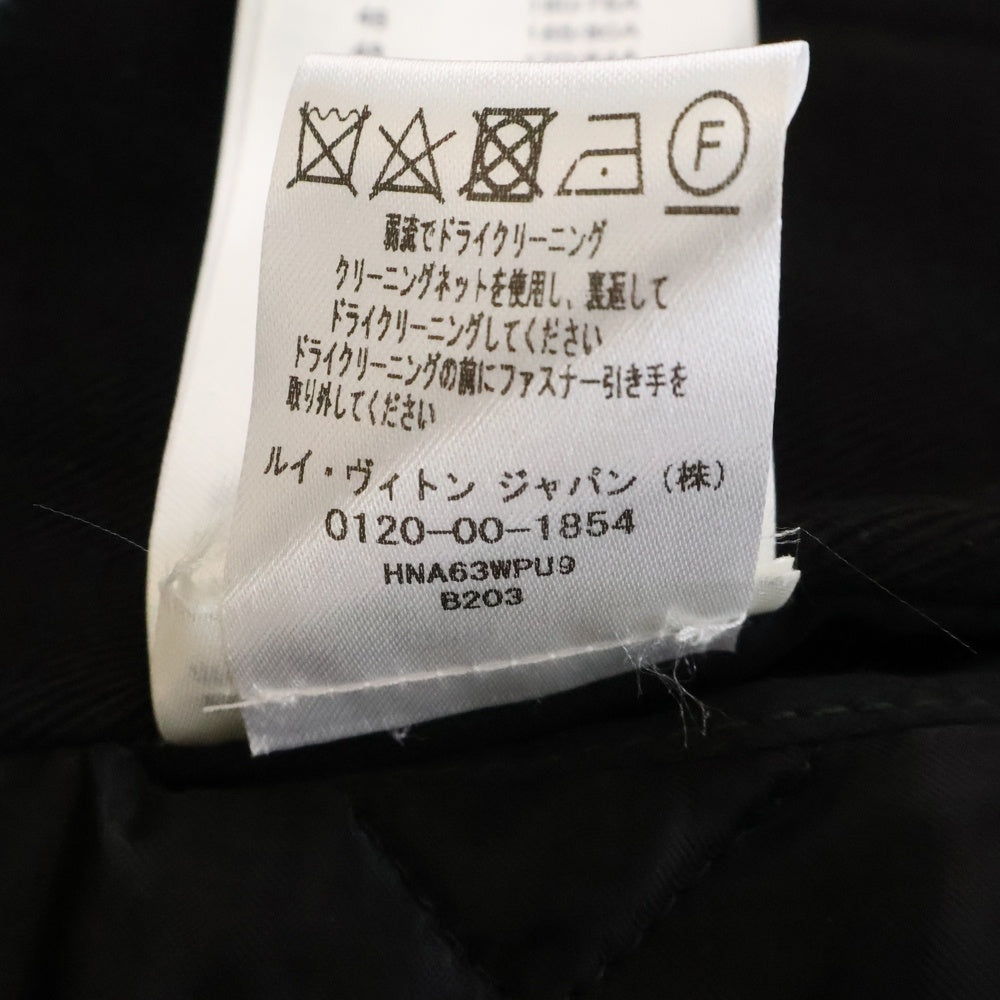 F
弱流でドライクリーニング
クリーニングネットを使用し、裏返して
ドライクリーニングしてください
ドライクリーニングの前にファスナー引き手を
取り外してください
ルイ・ヴィトン ジャパン (株)
0120-00-1854
HNA63WPU9
B203